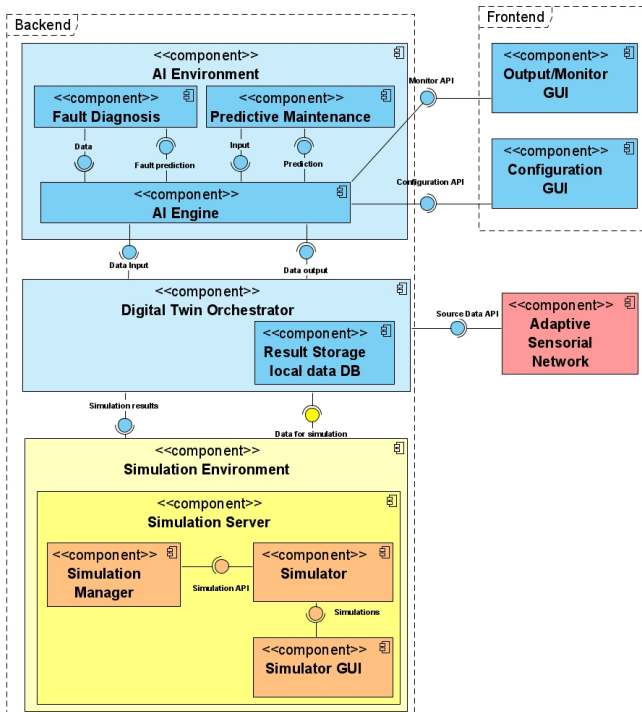 Backend
Frontend
<<component>>
AI Environment
<<component>>
Fault Diagnosis
<<component>>
Predictive Maintenance
Data
Fault prediction
Input
Prediction
<<component>>
AI Engine
Monitor API
<<component>>
Output/Monitor
GUI
Configuration API
<<component>>
Configuration
GUI
Data Input
Data output
<<component>>
Digital Twin Orchestrator
<<component>>
Result Storage
local data DB
Source Data API
<<component>>
Adaptive
Sensorial
Network
Simulation results
Data for simulation
<<component>>
Simulation Environment
<<component>>
Simulation Server
<<component>>
Simulation
Manager
Simulation API
<<component>>
Simulator
Simulations
<<component>>
Simulator GUI